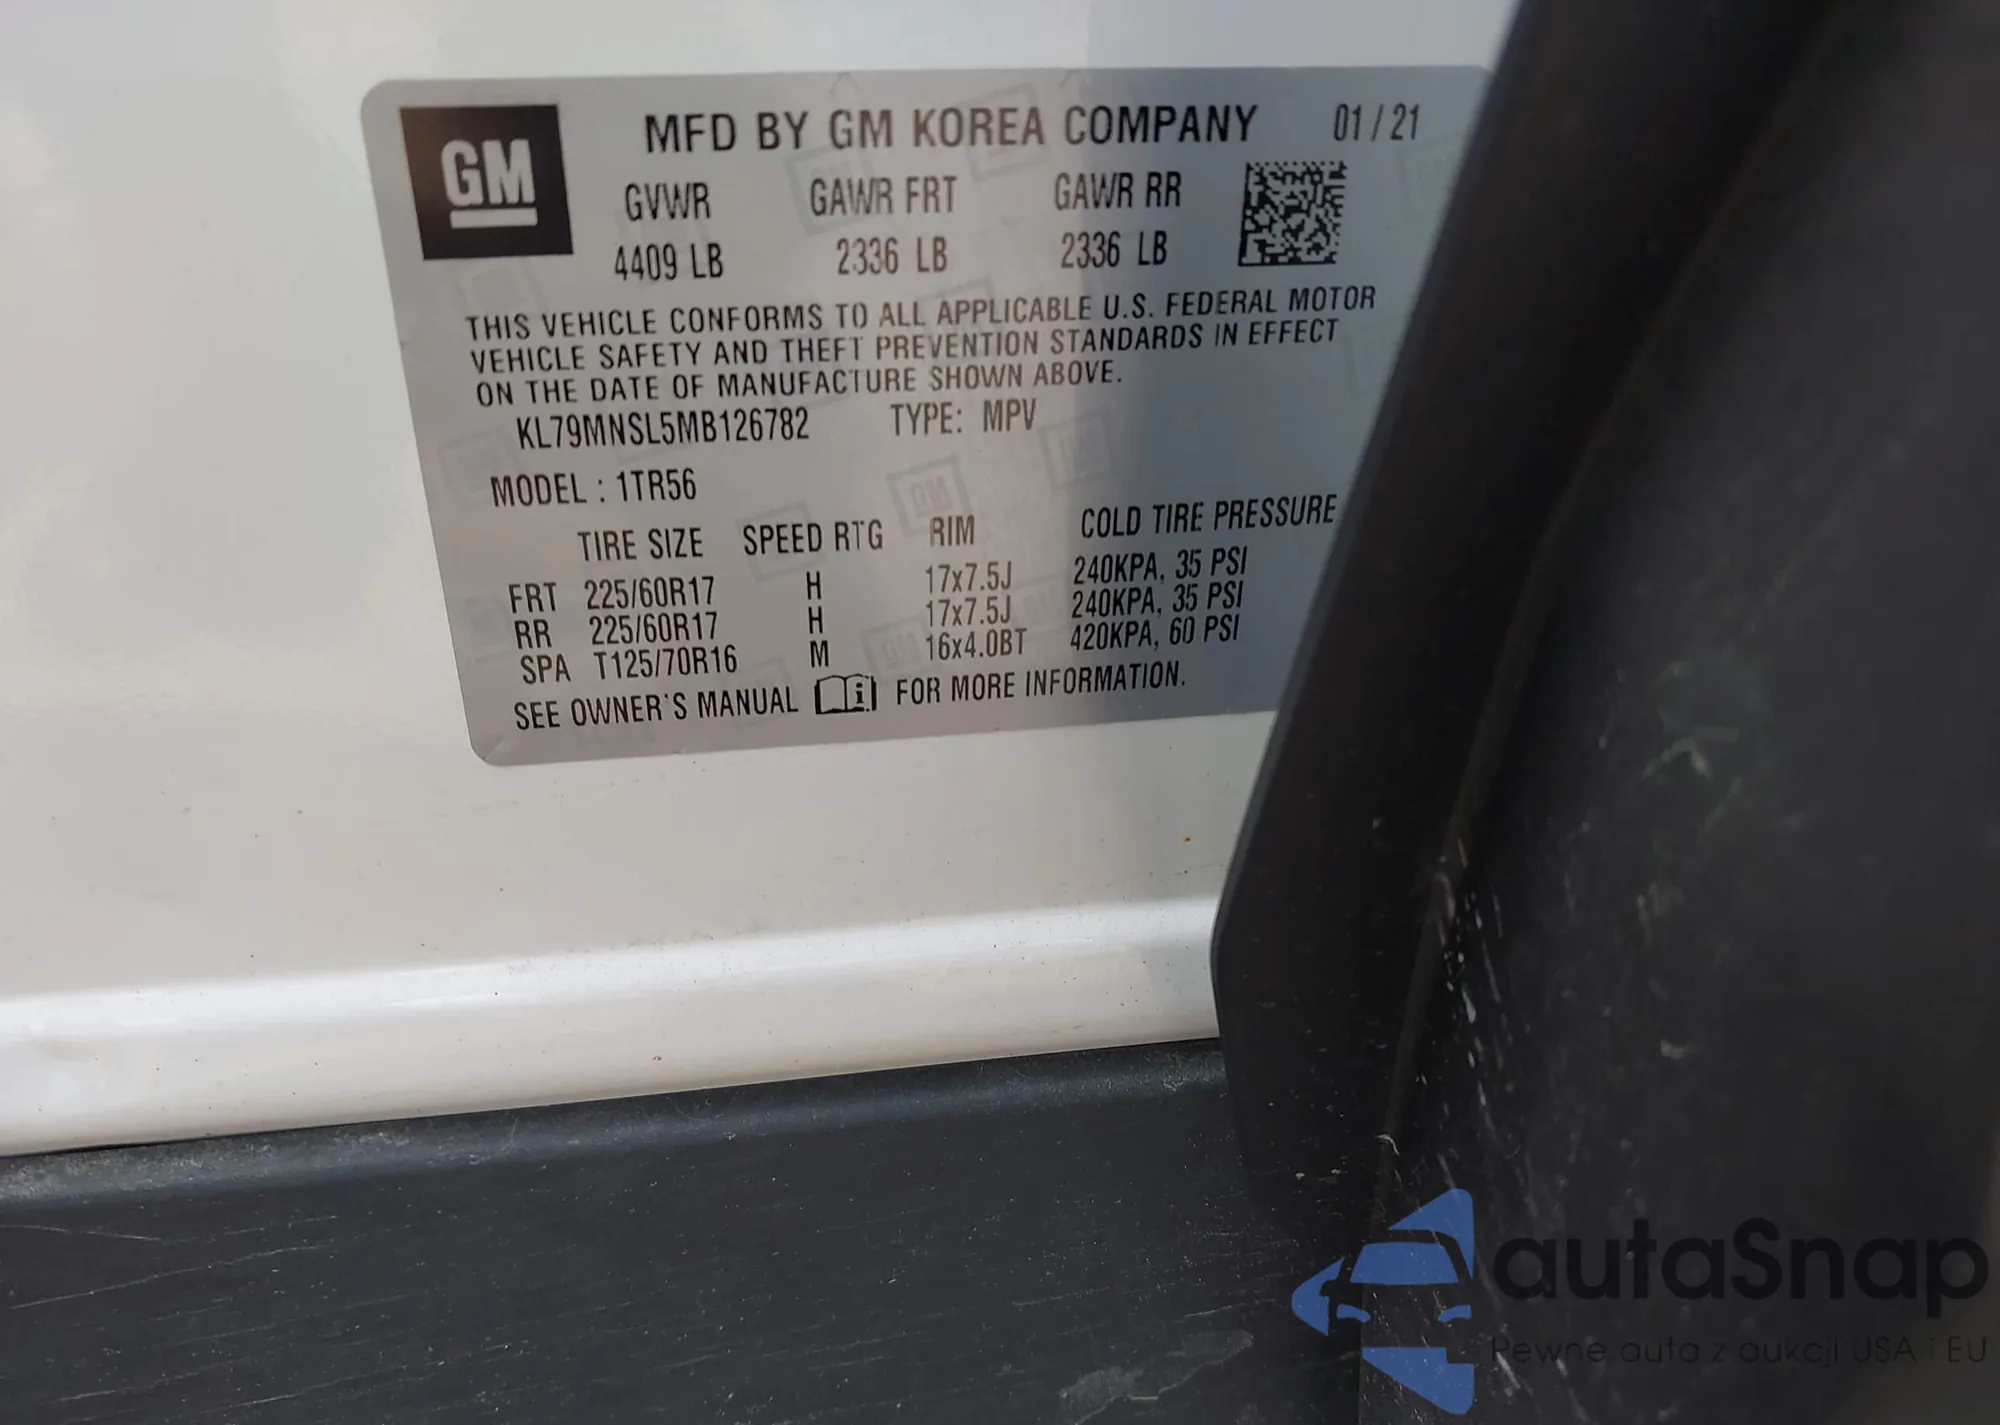 GM
MFD BY GM KOREA COMPANY 01 / 21
GVWR GAWR FRT GAWR RR
4409 LB 2336 LB 2336 LB
THIS VEHICLE CONFORMS TO ALL APPLICABLE U.S. FEDERAL MOTOR
VEHICLE SAFETY AND THEFT PREVENTION STANDARDS IN EFFECT
ON THE DATE OF MANUFACTURE SHOWN ABOVE.
KL79MNSL5MB126782 TYPE: MPV
MODEL : 1TR56
TIRE SIZE SPEED RTG RIM COLD TIRE PRESSURE
FRT 225/60R17 H 17x7.5J 240KPA, 35 PSI
RR 225/60R17 H 17x7.5J 240KPA, 35 PSI
SPA T125/70R16 M 16x4.0BT 420KPA, 60 PSI
SEE OWNER'S MANUAL FOR MORE INFORMATION.
autaSnap
Pewne auta z aukcji USA i EU